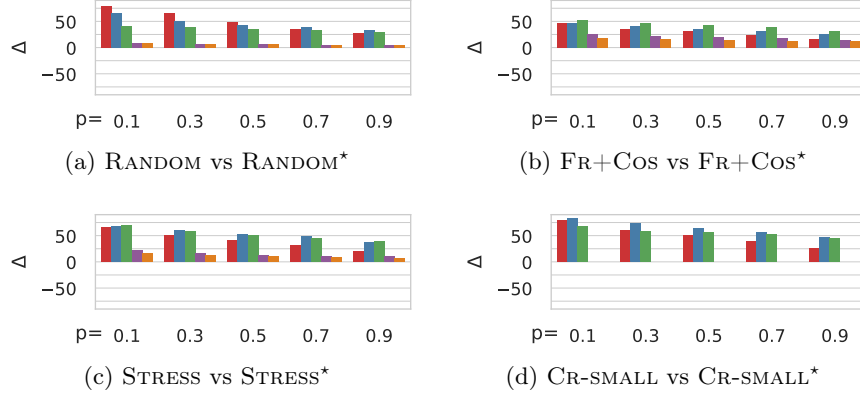 50
Δ 0
−50
p= 0.1 0.3 0.5 0.7 0.9
(a) RANDOM vs RANDOM⋆
50
Δ 0
−50
p= 0.1 0.3 0.5 0.7 0.9
(b) FR+COS vs FR+COS⋆
50
Δ 0
−50
p= 0.1 0.3 0.5 0.7 0.9
(c) STRESS vs STRESS⋆
50
Δ 0
−50
p= 0.1 0.3 0.5 0.7 0.9
(d) CR-SMALL vs CR-SMALL⋆